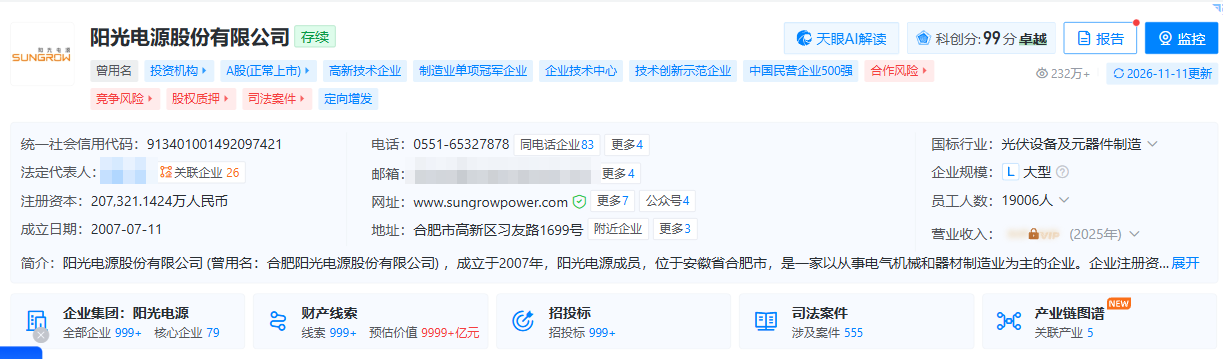 阳光电源
SUNGROW
阳光电源股份有限公司 存续
天眼AI解读 科创分:99分 卓越 报告 监控
曾用名 投资机构 A股(正常上市) 高新技术企业 制造业单项冠军企业 企业技术中心 技术创新示范企业 中国民营企业500强 合作风险
232万+ 2026-11-11更新
竞争风险 股权质押 司法案件 定向增发
统一社会信用代码：913401001492097421 电话：0551-65327878 同电话企业83 更多4 国标行业：光伏设备及元器件制造
法定代表人： 关联企业 26 邮箱： 更多4 企业规模： L 大型
注册资本：207,321.1424万人民币 网址：www.sungrowpower.com 更多7 公众号4 员工人数：19006人
成立日期：2007-07-11 地址：合肥市高新区习友路1699号 附近企业 更多3 营业收入： VIP (2025年)
简介：阳光电源股份有限公司 (曾用名：合肥阳光电源股份有限公司) ，成立于2007年，阳光电源成员，位于安徽省合肥市，是一家以从事电气机械和器材制造业为主的企业。企业注册资... 展开
企业集团：阳光电源 财产线索 招投标 司法案件 产业链图谱 NEW
全部企业 999+ 核心企业 79 线索 999+ 预估价值 9999+亿元 招投标 999+ 涉及案件 555 关联产业 5